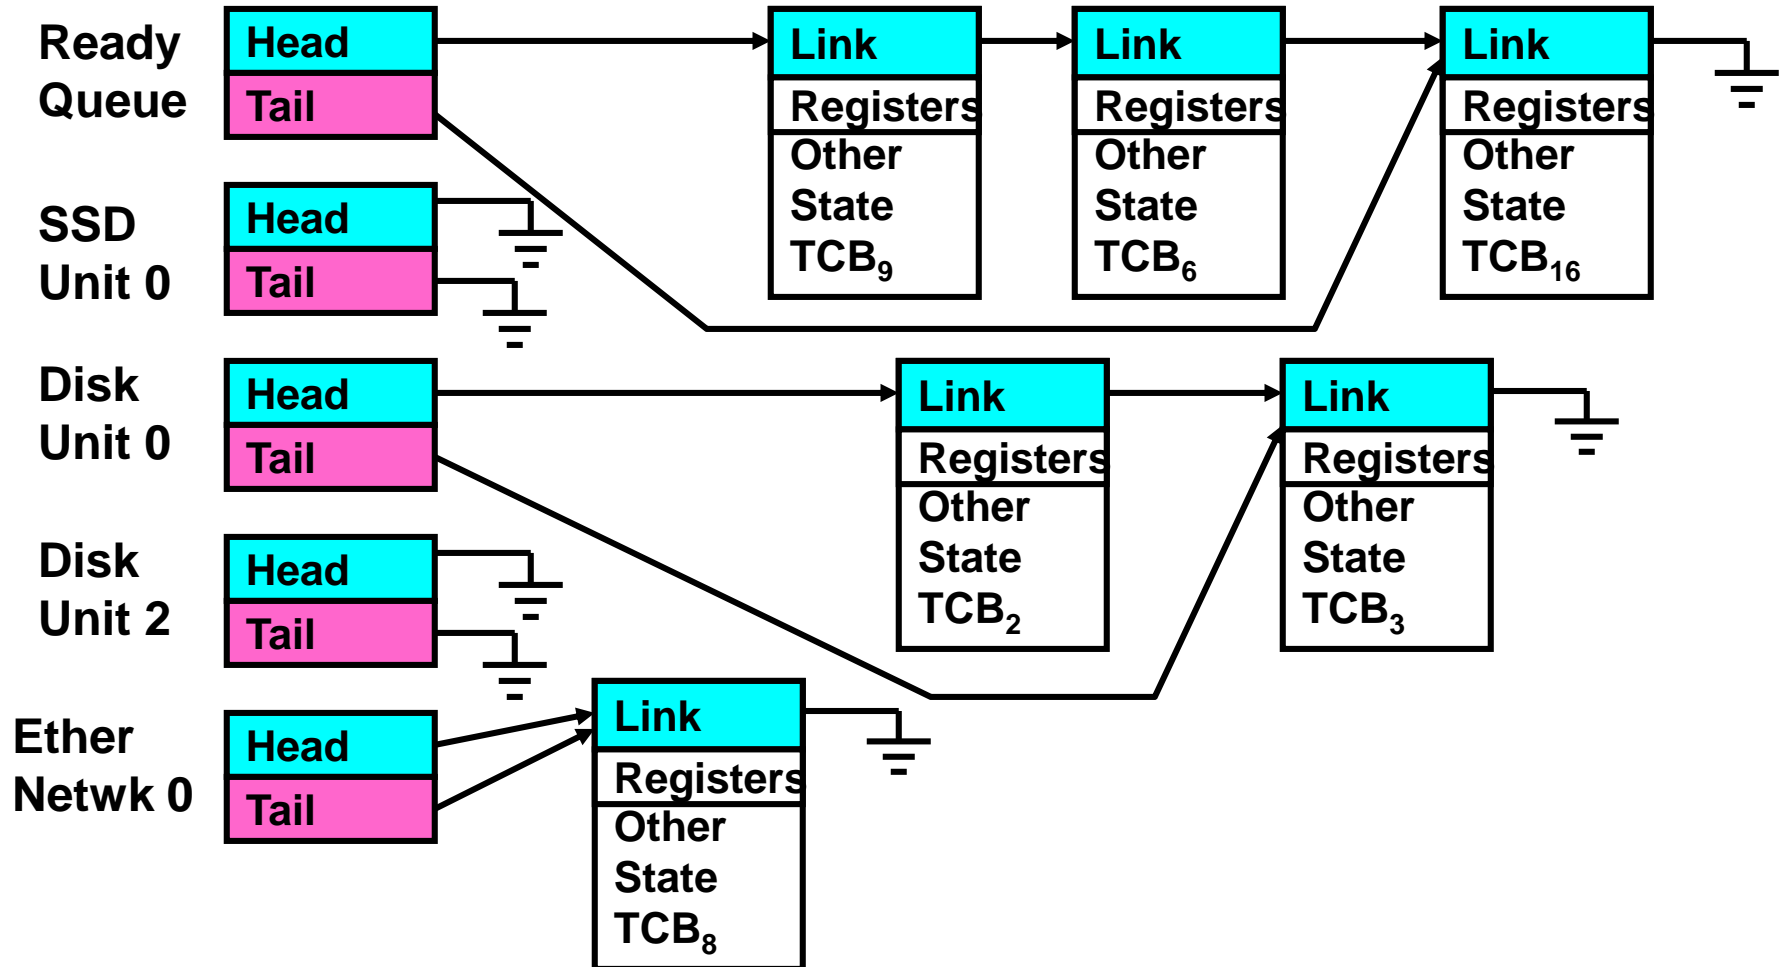 Ready
Queue
Head
Tail
Link
Registers
Other
State
TCB₉
Link
Registers
Other
State
TCB₆
Link
Registers
Other
State
TCB₁₆
SSD
Unit 0
Head
Tail
Disk
Unit 0
Head
Tail
Link
Registers
Other
State
TCB₂
Link
Registers
Other
State
TCB₃
Disk
Unit 2
Head
Tail
Ether
Netwk 0
Head
Tail
Link
Registers
Other
State
TCB₈